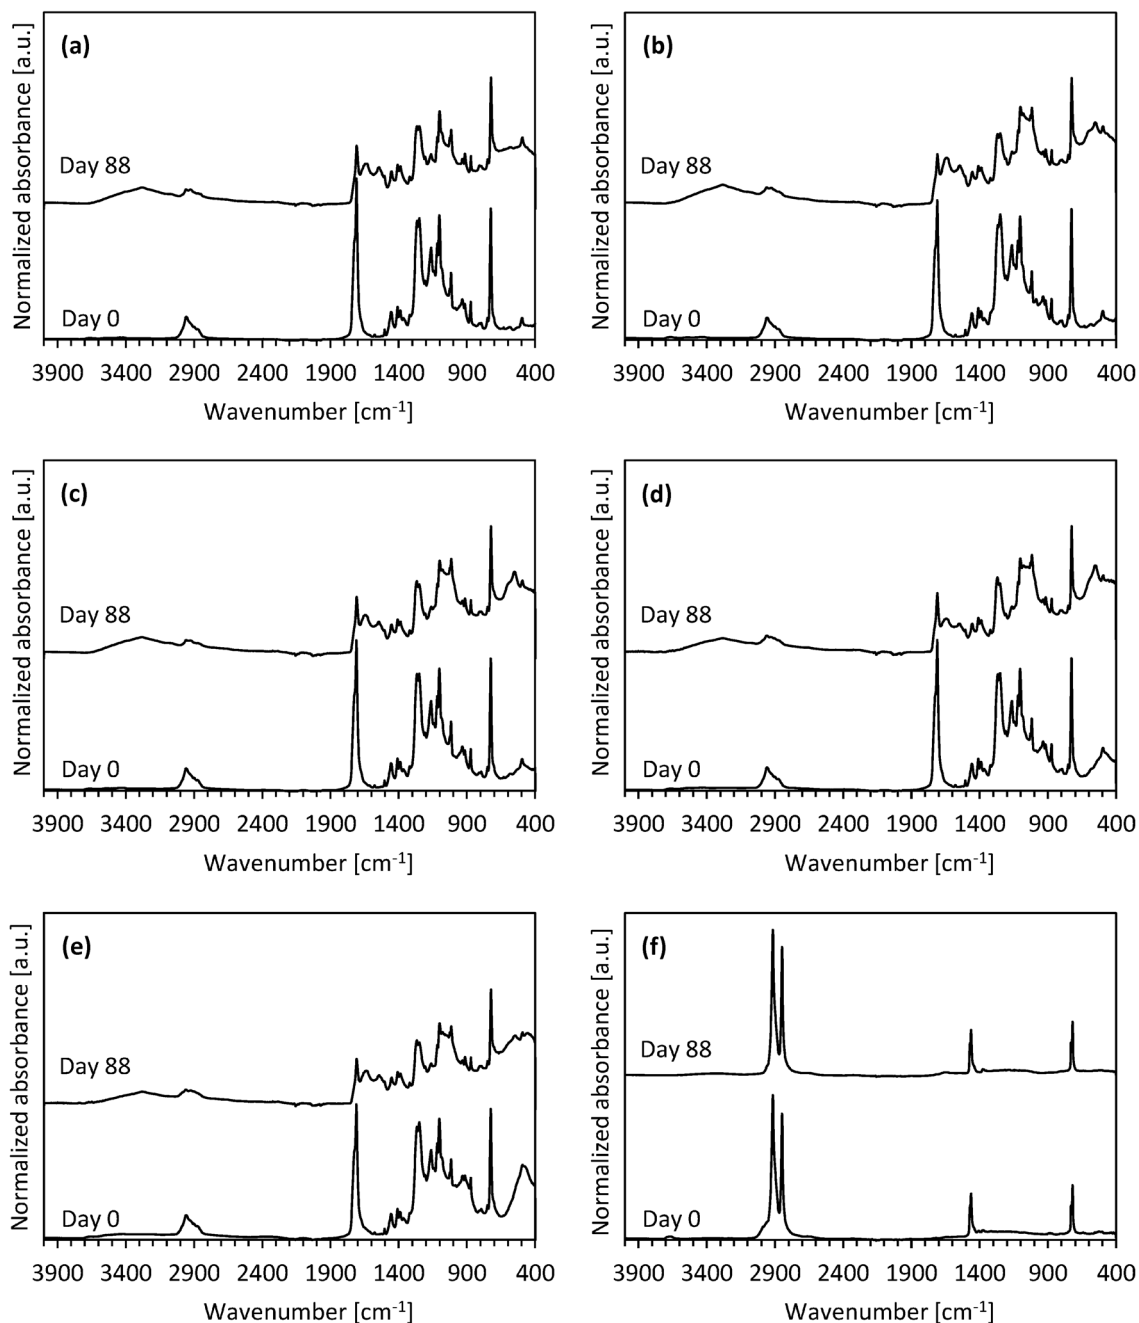 (a)
Normalized absorbance [a.u.]
Day 88
Day 0
3900 3400 2900 2400 1900 1400 900 400
Wavenumber [cm-1]
(b)
Normalized absorbance [a.u.]
Day 88
Day 0
3900 3400 2900 2400 1900 1400 900 400
Wavenumber [cm-1]
(c)
Normalized absorbance [a.u.]
Day 88
Day 0
3900 3400 2900 2400 1900 1400 900 400
Wavenumber [cm-1]
(d)
Normalized absorbance [a.u.]
Day 88
Day 0
3900 3400 2900 2400 1900 1400 900 400
Wavenumber [cm-1]
(e)
Normalized absorbance [a.u.]
Day 88
Day 0
3900 3400 2900 2400 1900 1400 900 400
Wavenumber [cm-1]
(f)
Normalized absorbance [a.u.]
Day 88
Day 0
3900 3400 2900 2400 1900 1400 900 400
Wavenumber [cm-1]